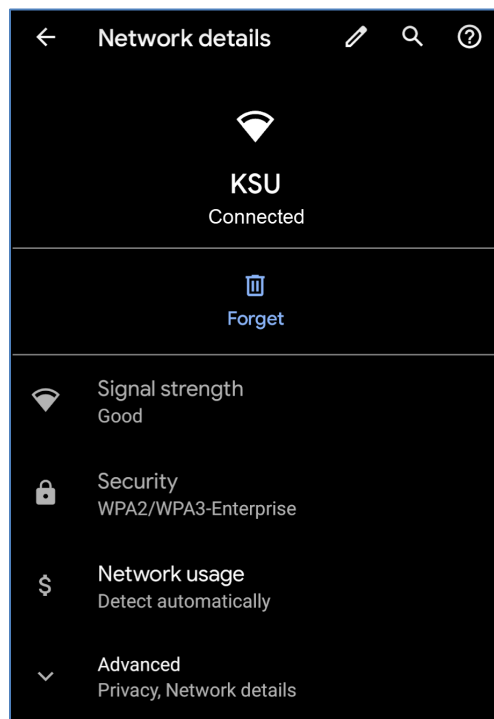 Network details
KSU
Connected
Forget
Signal strength
Good
Security
WPA2/WPA3-Enterprise
Network usage
Detect automatically
Advanced
Privacy, Network details